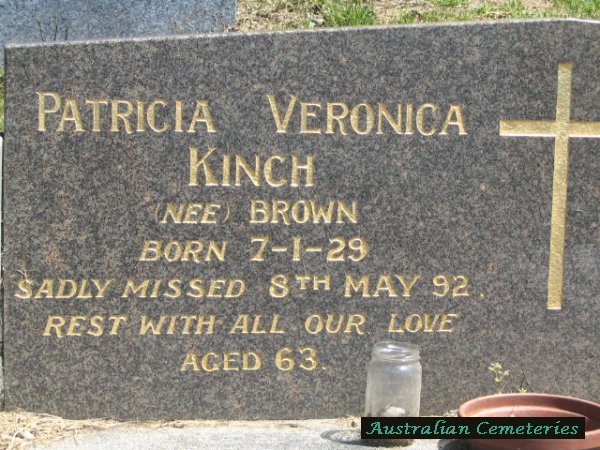 PATRICIA VERONICA
KINCH
(NEE) BROWN
BORN 7-1-29
SADLY MISSED 8TH MAY 92.
REST WITH ALL OUR LOVE
AGED 63.
Australian Cemeteries